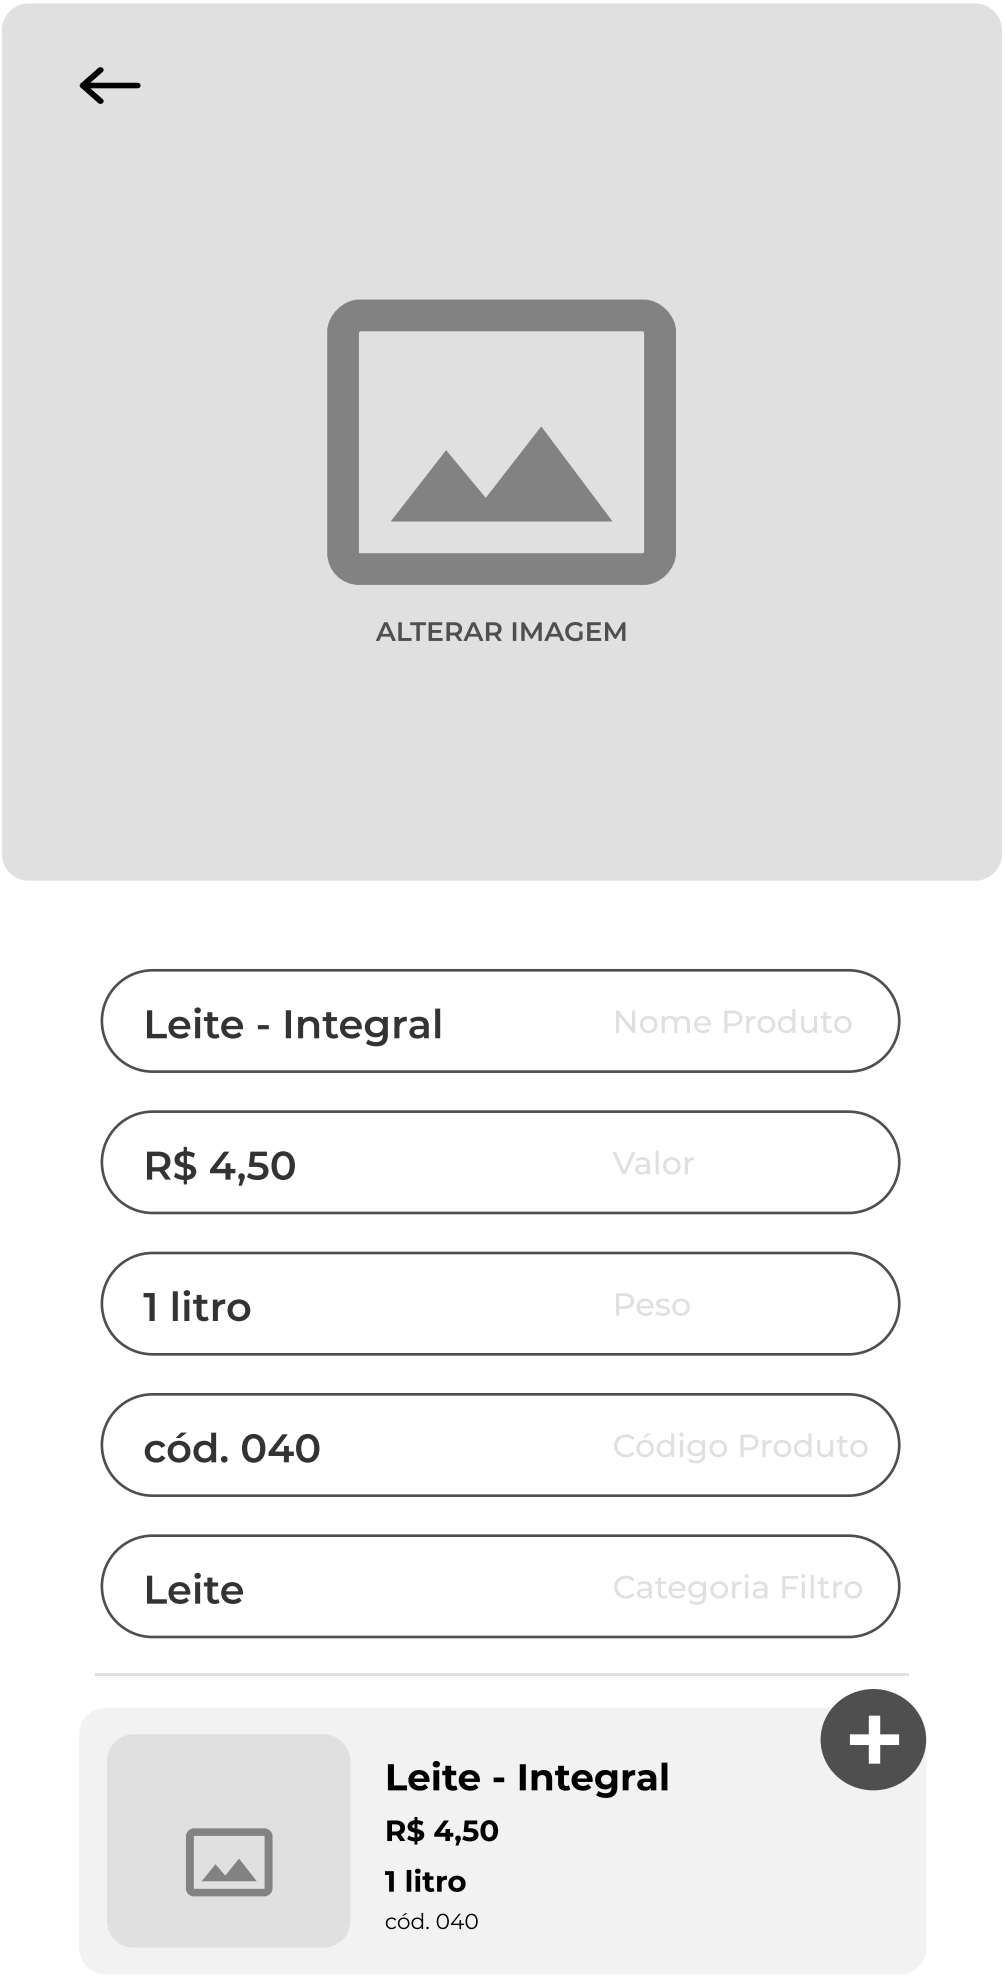 ALTERAR IMAGEM
Leite - Integral Nome Produto
R$ 4,50 Valor
1 litro Peso
cód. 040 Código Produto
Leite Categoria Filtro
Leite - Integral
R$ 4,50
1 litro
cód. 040